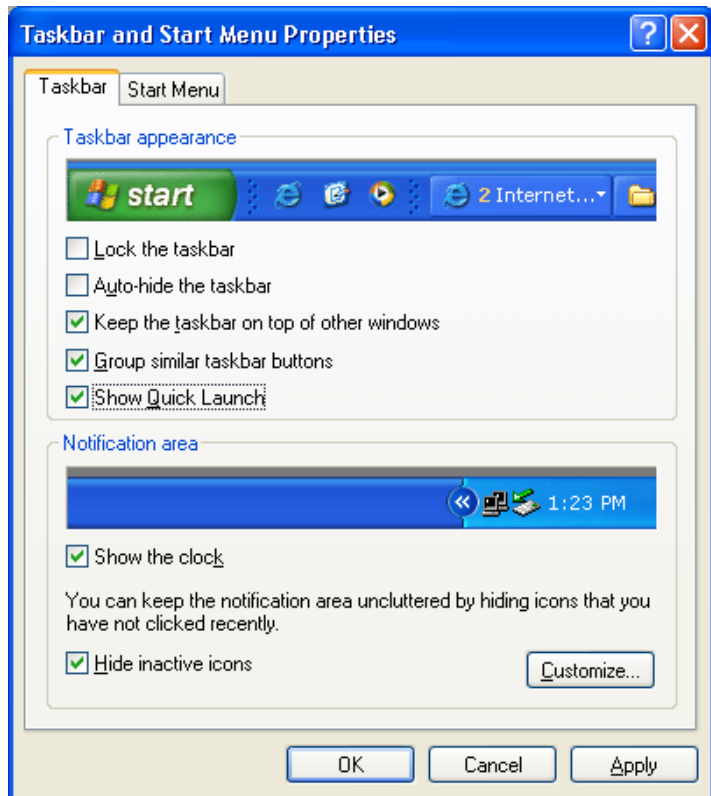 Taskbar and Start Menu Properties
Taskbar
Start Menu
Taskbar appearance
start
2 Internet...
Lock the taskbar
Auto-hide the taskbar
Keep the taskbar on top of other windows
Group similar taskbar buttons
Show Quick Launch
Notification area
1:23 PM
Show the clock
You can keep the notification area uncluttered by hiding icons that you
have not clicked recently.
Hide inactive icons
Customize...
OK
Cancel
Apply